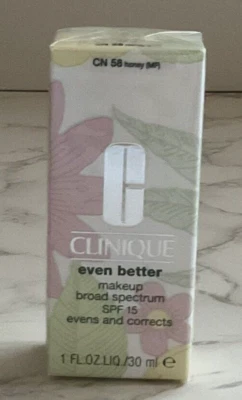 CN 58 honey (MF)
CLINIQUE
even better
makeup
broad spectrum
SPF 15
evens and corrects
1 FL.OZ.LIQ./30 ml e